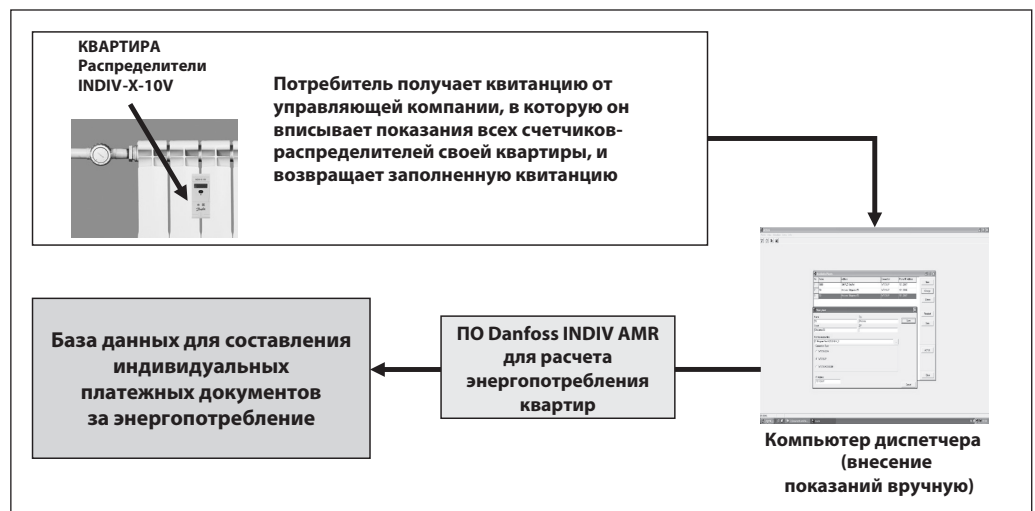 КВАРТИРА
Распределители
INDIV-X-10V
Потребитель получает квитанцию от
управляющей компании, в которую он
вписывает показания всех счетчиков-
распределителей своей квартиры, и
возвращает заполненную квитанцию
База данных для составления
индивидуальных
платежных документов
за энергопотребление
ПО Danfoss INDIV AMR
для расчета
энергопотребления
квартир
Компьютер диспетчера
(внесение
показаний вручную)